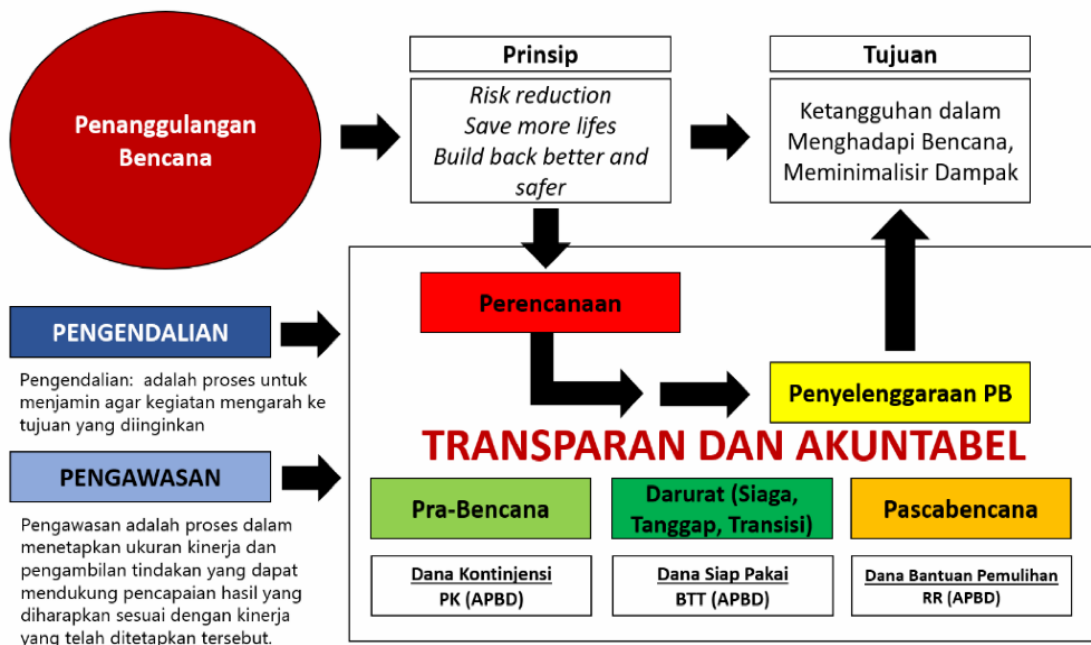 Penanggulangan
Bencana
Prinsip
Risk reduction
Save more lifes
Build back better and
safer
Tujuan
Ketangguhan dalam
Menghadapi Bencana,
Meminimalisir Dampak
PENGENDALIAN
Pengendalian: adalah proses untuk
menjamin agar kegiatan mengarah ke
tujuan yang diinginkan
PENGAWASAN
Pengawasan adalah proses dalam
menetapkan ukuran kinerja dan
pengambilan tindakan yang dapat
mendukung pencapaian hasil yang
diharapkan sesuai dengan kinerja
yang telah ditetapkan tersebut.
Perencanaan
Penyelenggaraan PB
TRANSPARAN DAN AKUNTABEL
Pra-Bencana
Dana Kontinjensi
PK (APBD)
Darurat (Siaga,
Tanggap, Transisi)
Dana Siap Pakai
BTT (APBD)
Pascabencana
Dana Bantuan Pemulihan
RR (APBD)